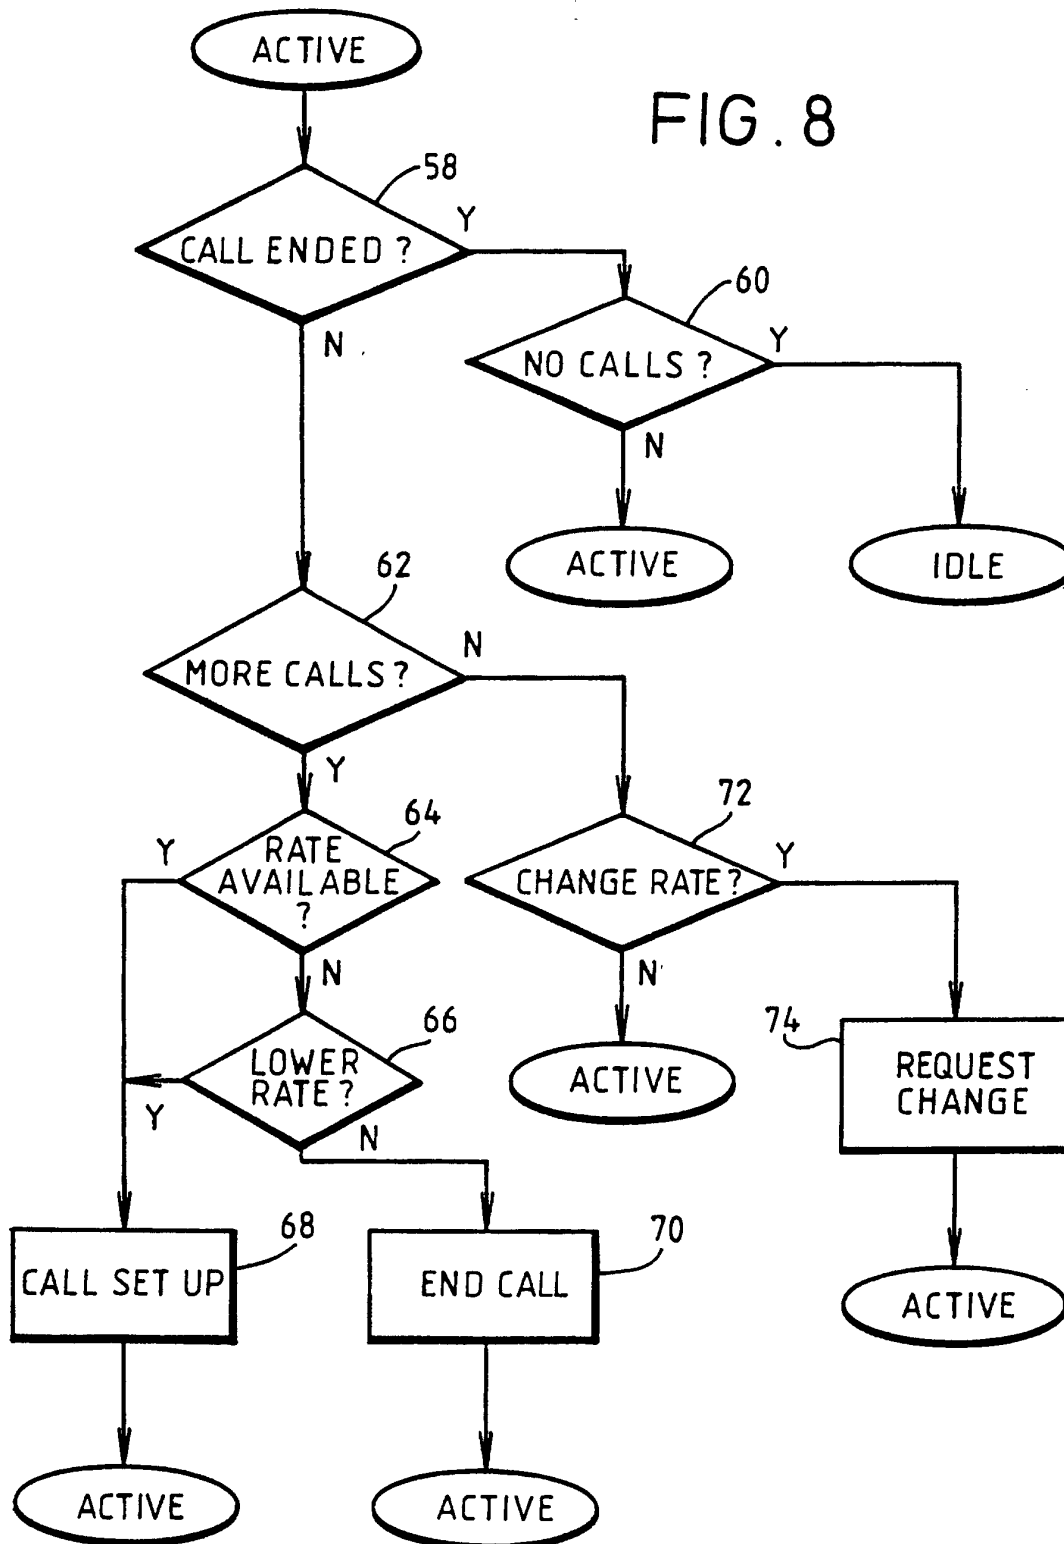 ACTIVE
FIG. 8
58
CALL ENDED ?
Y
N
60
NO CALLS ?
Y
N
ACTIVE
IDLE
62
MORE CALLS ?
N
Y
64
RATE
AVAILABLE
?
Y
N
72
CHANGE RATE ?
Y
N
66
LOWER
RATE ?
Y
N
ACTIVE
74
REQUEST
CHANGE
68
CALL SET UP
70
END CALL
ACTIVE
ACTIVE
ACTIVE